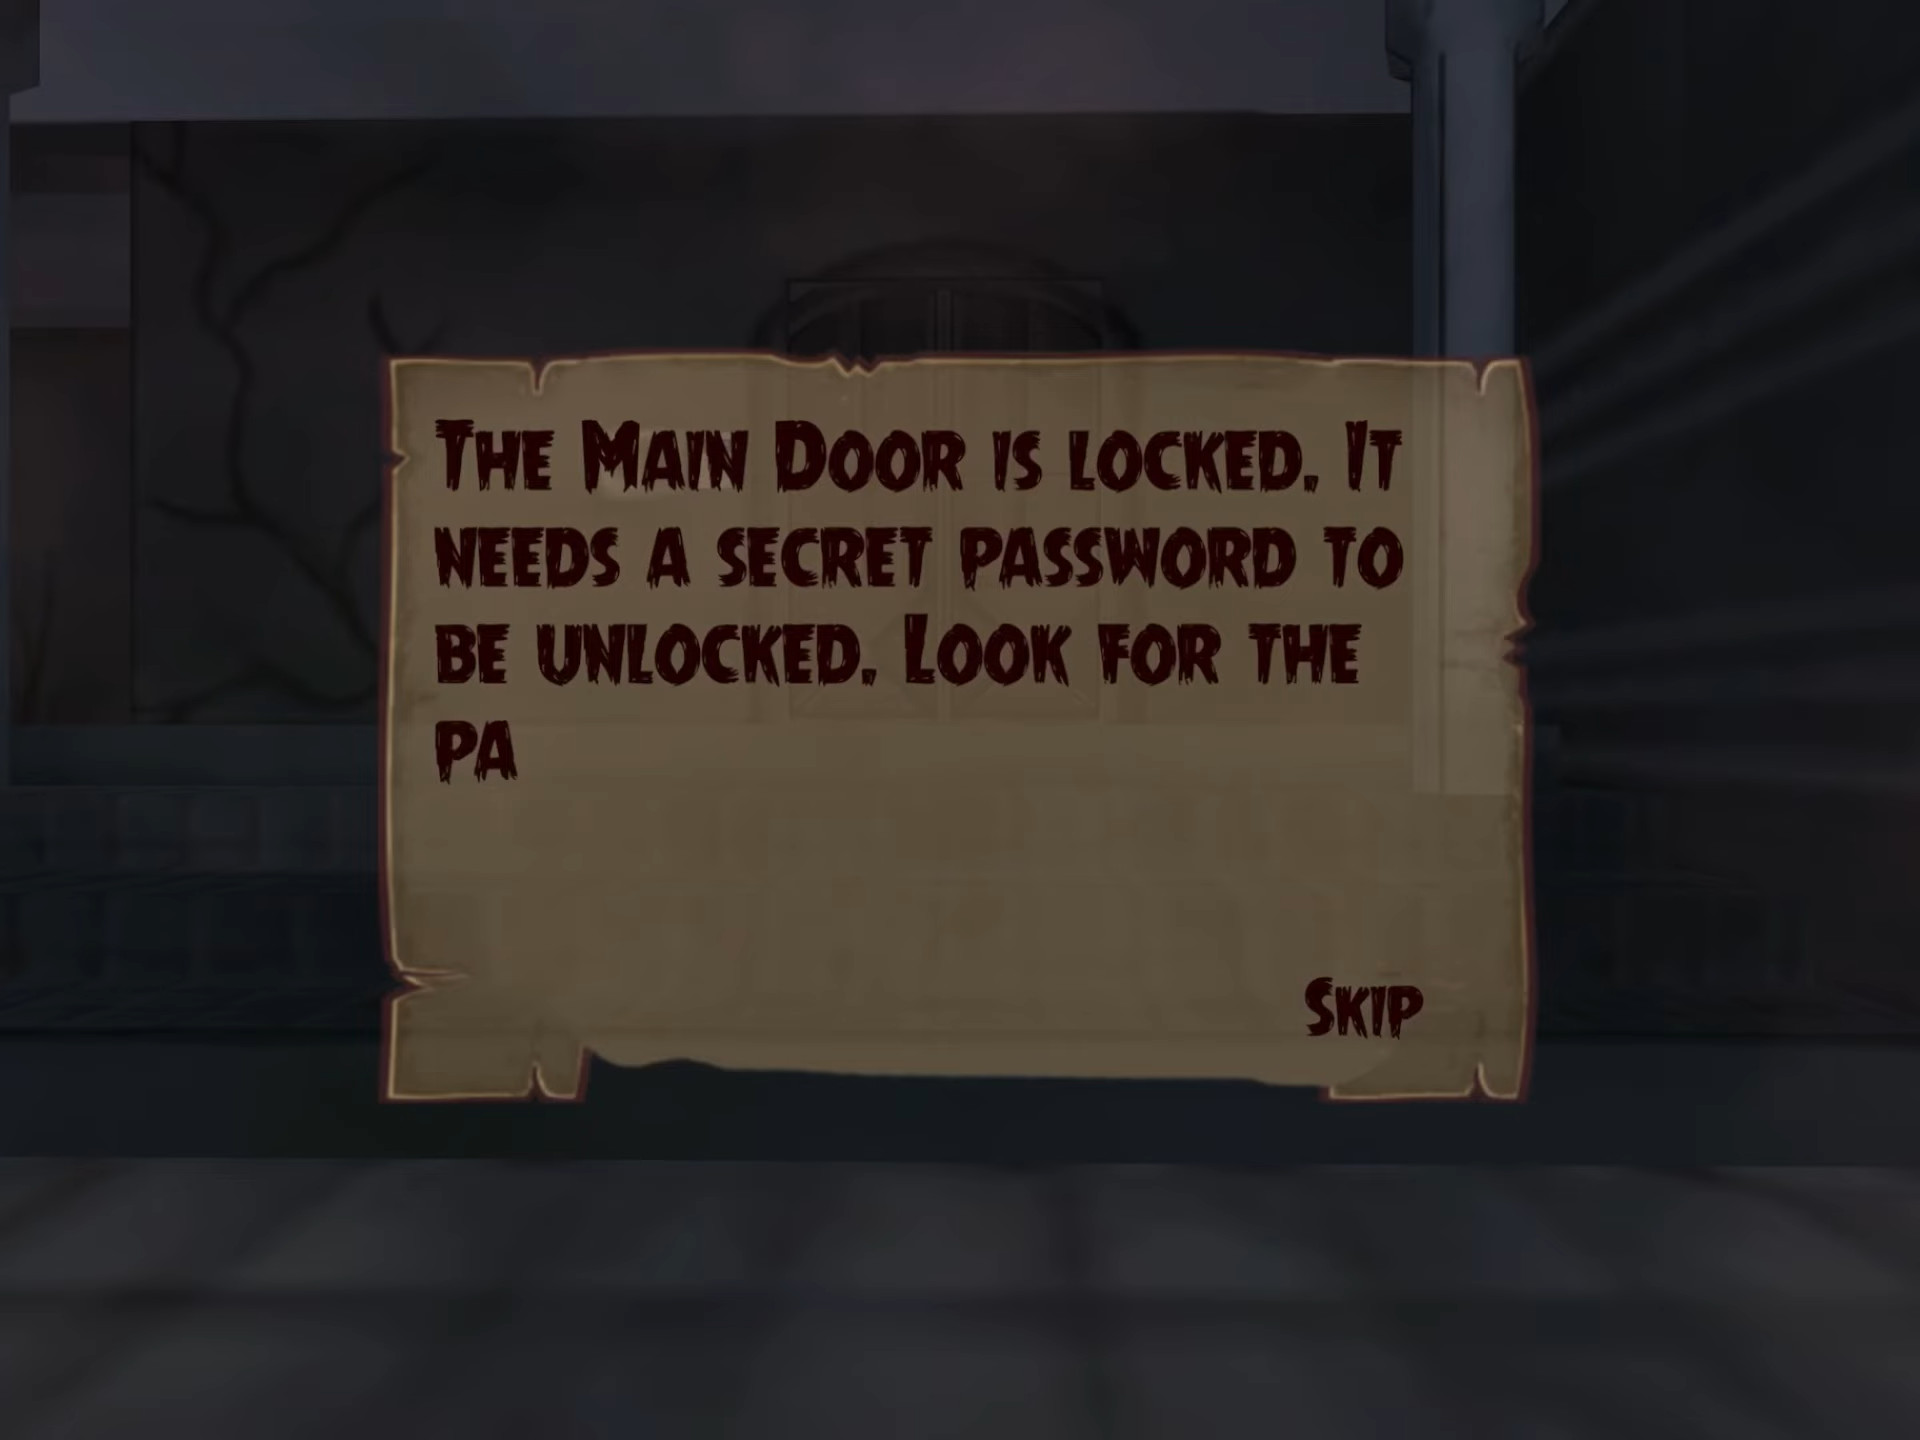 The Main Door is locked. It
needs a secret password to
be unlocked. Look for the
pa
Skip